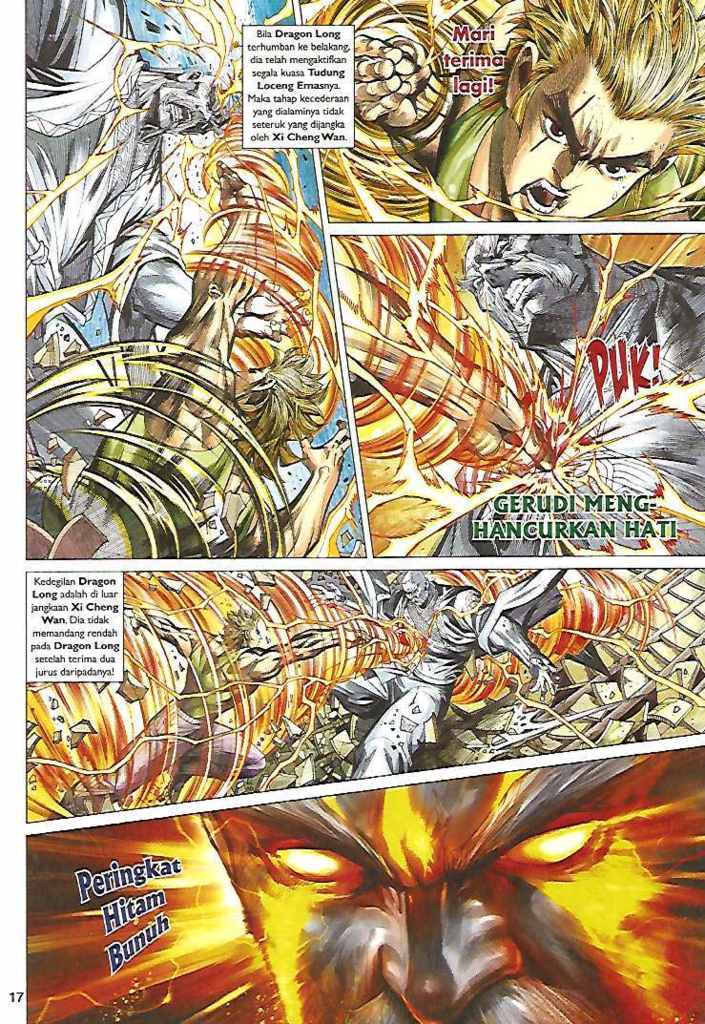 Bila Dragon Long
terhumban ke belakang,
dia telah mengaktifkan
segala kuasa Tudung
Loceng Emasnya.
Maka tahap kecederaan
yang dialaminya tidak
seteruk yang dijangka
oleh Xi Cheng Wan.
Mari
terima
lagi!
PUK!
GERUDI MENG-
HANCURKAN HATI
Kedegilan Dragon
Long adalah di luar
jangkaan Xi Cheng
Wan. Dia tidak
memandang rendah
pada Dragon Long
setelah terima dua
jurus daripadanya!
Peringkat
Hitam
Bunuh
17